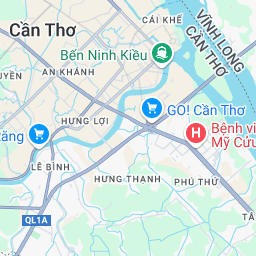 CÁI KHẾ
Cần Thơ
VĨNH LONG
CẦN THƠ
Bến Ninh Kiều
AN KHÁNH
GO! Cần Thơ
HƯNG LỢI
Bệnh vi
Mỹ Cửu
LÊ BÌNH
HƯNG THẠNH
PHÚ THỨ
QL1A